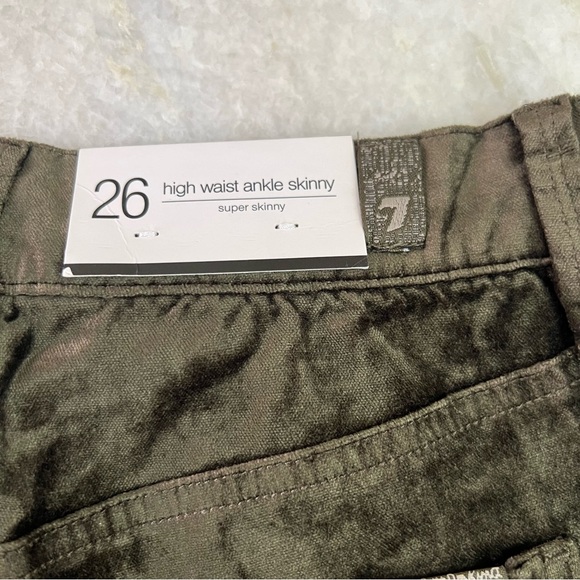 26
high waist ankle skinny
super skinny
7